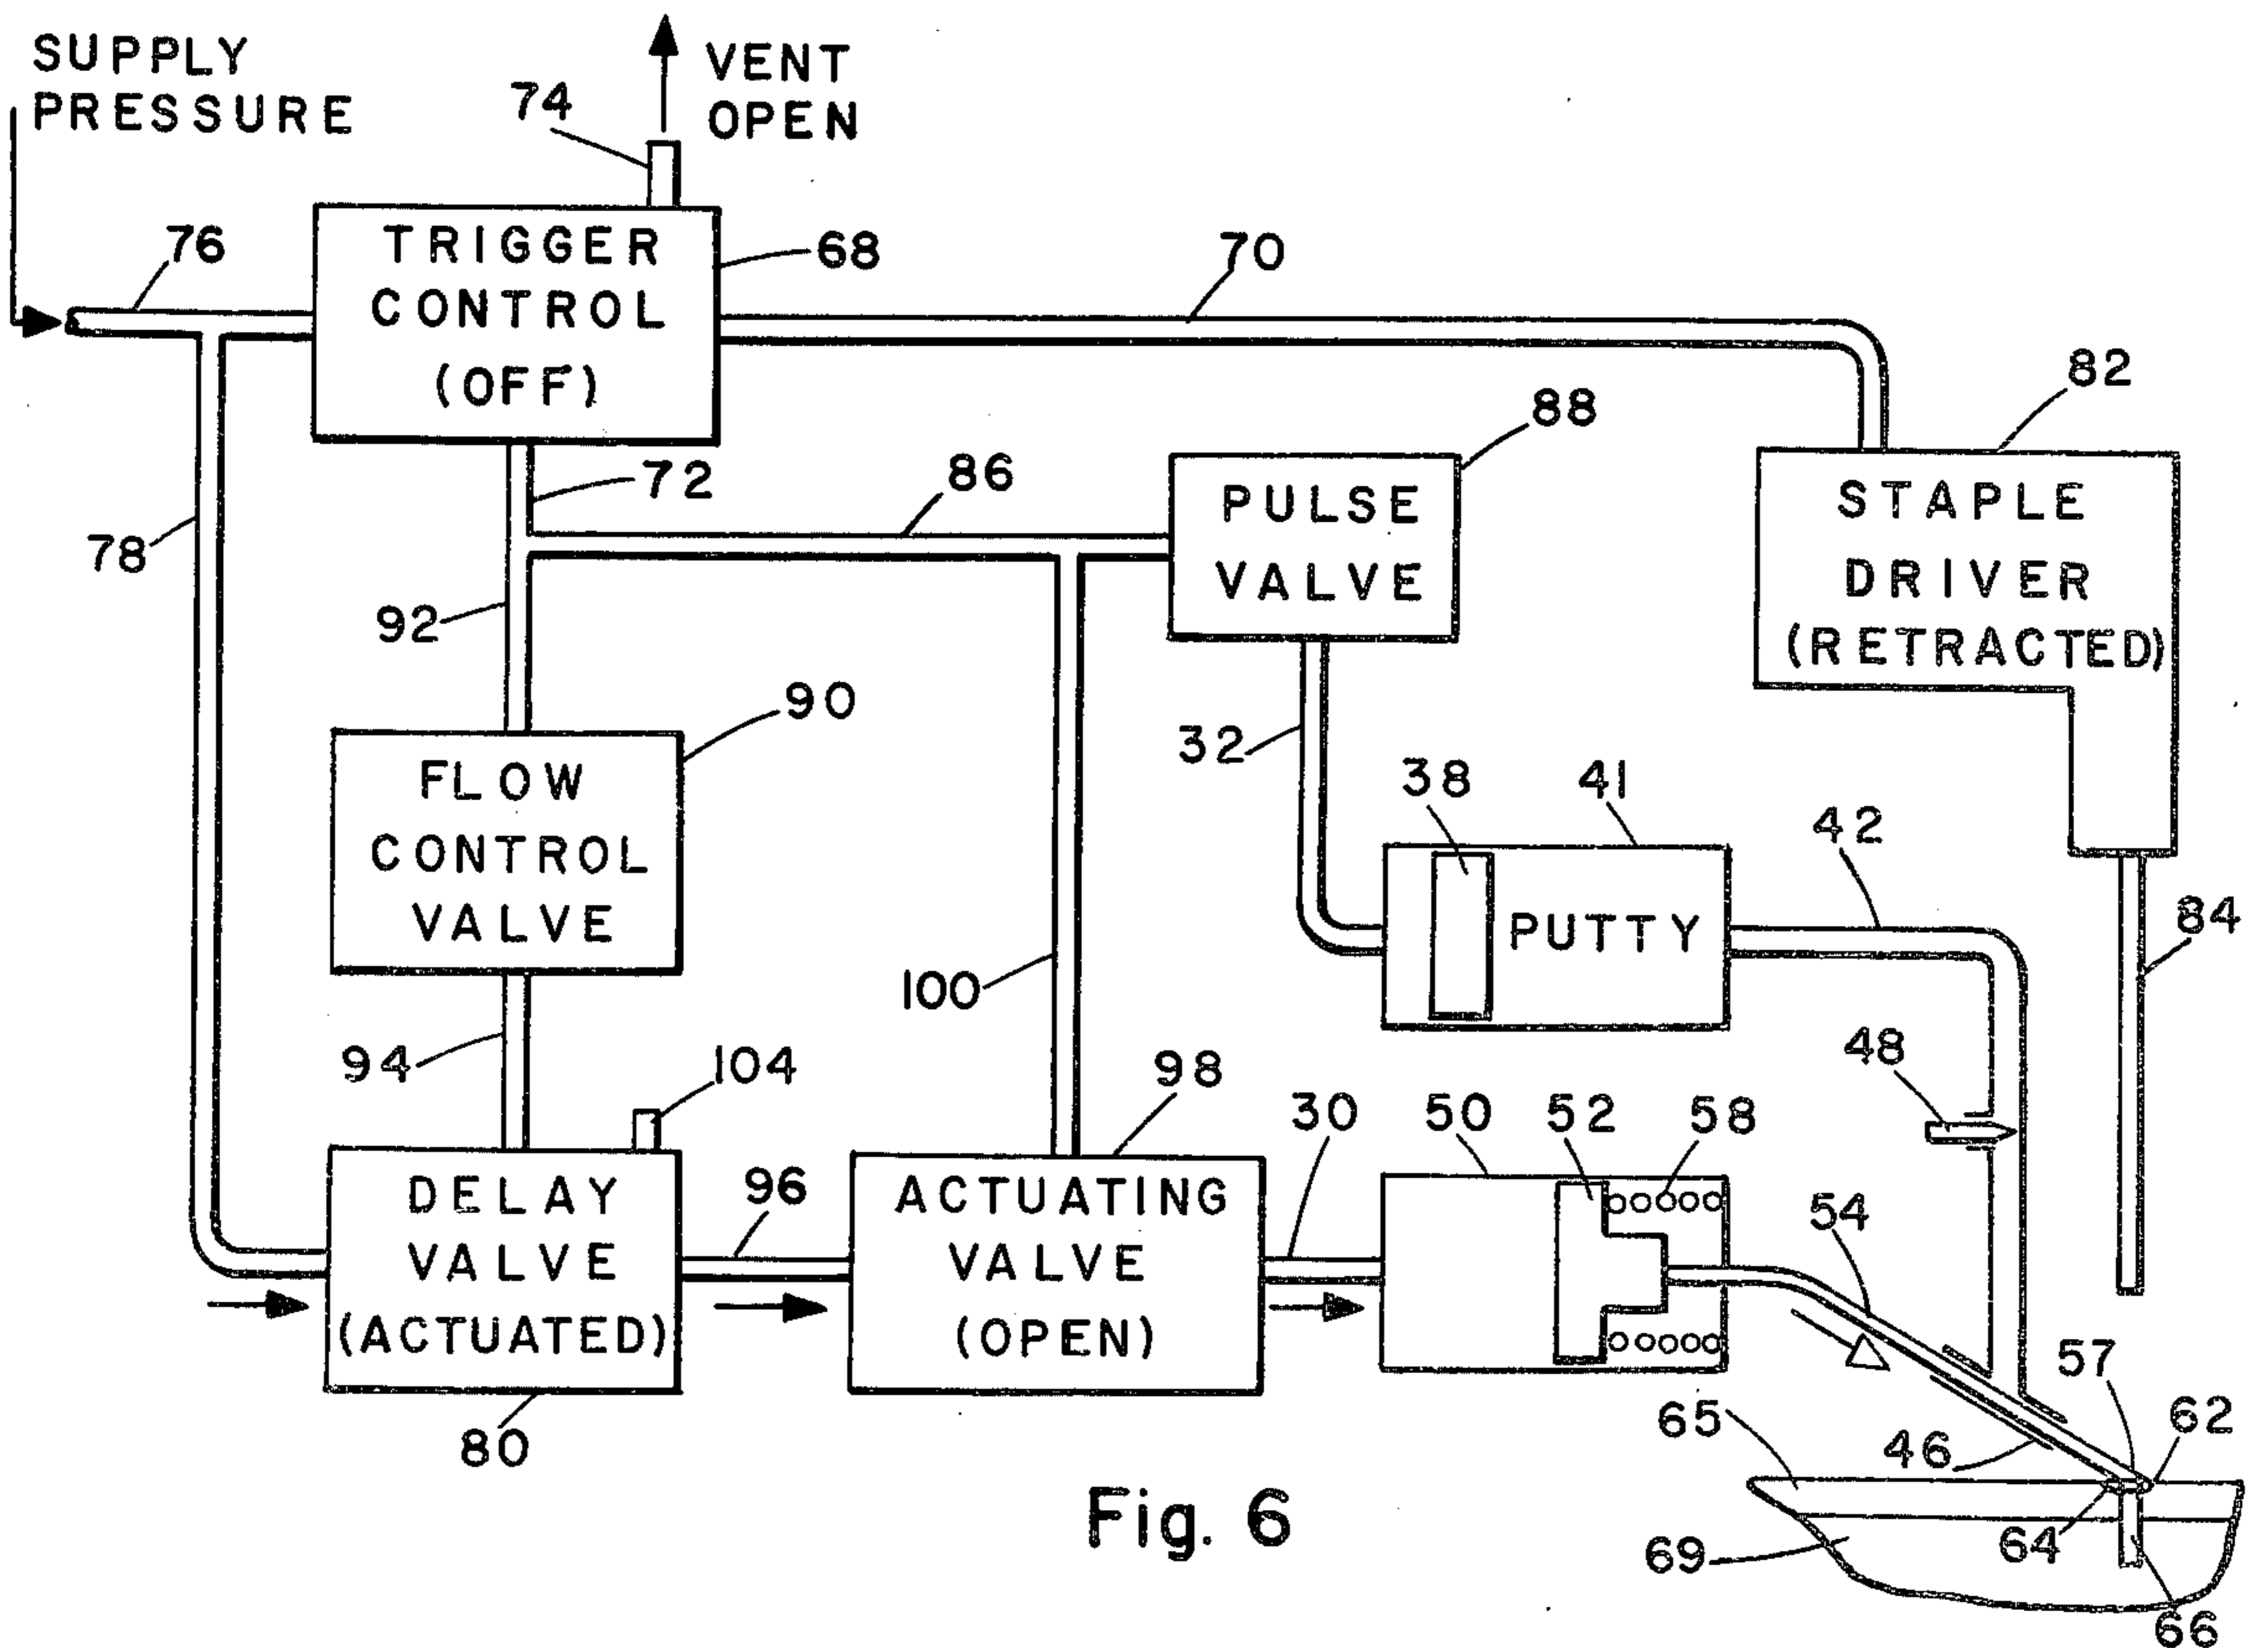 SUPPLY
PRESSURE
VENT
OPEN
74
76
TRIGGER
CONTROL
(OFF)
68
70
82
88
72
86
PULSE
VALVE
STAPLE
DRIVER
(RETRACTED)
78
92
90
32
38
41
42
FLOW
CONTROL
VALVE
PUTTY
84
100
94
104
98
48
30
50
52
58
DELAY
VALVE
(ACTUATED)
96
ACTUATING
VALVE
(OPEN)
54
57
62
65
46
80
Fig. 6
69
64
66